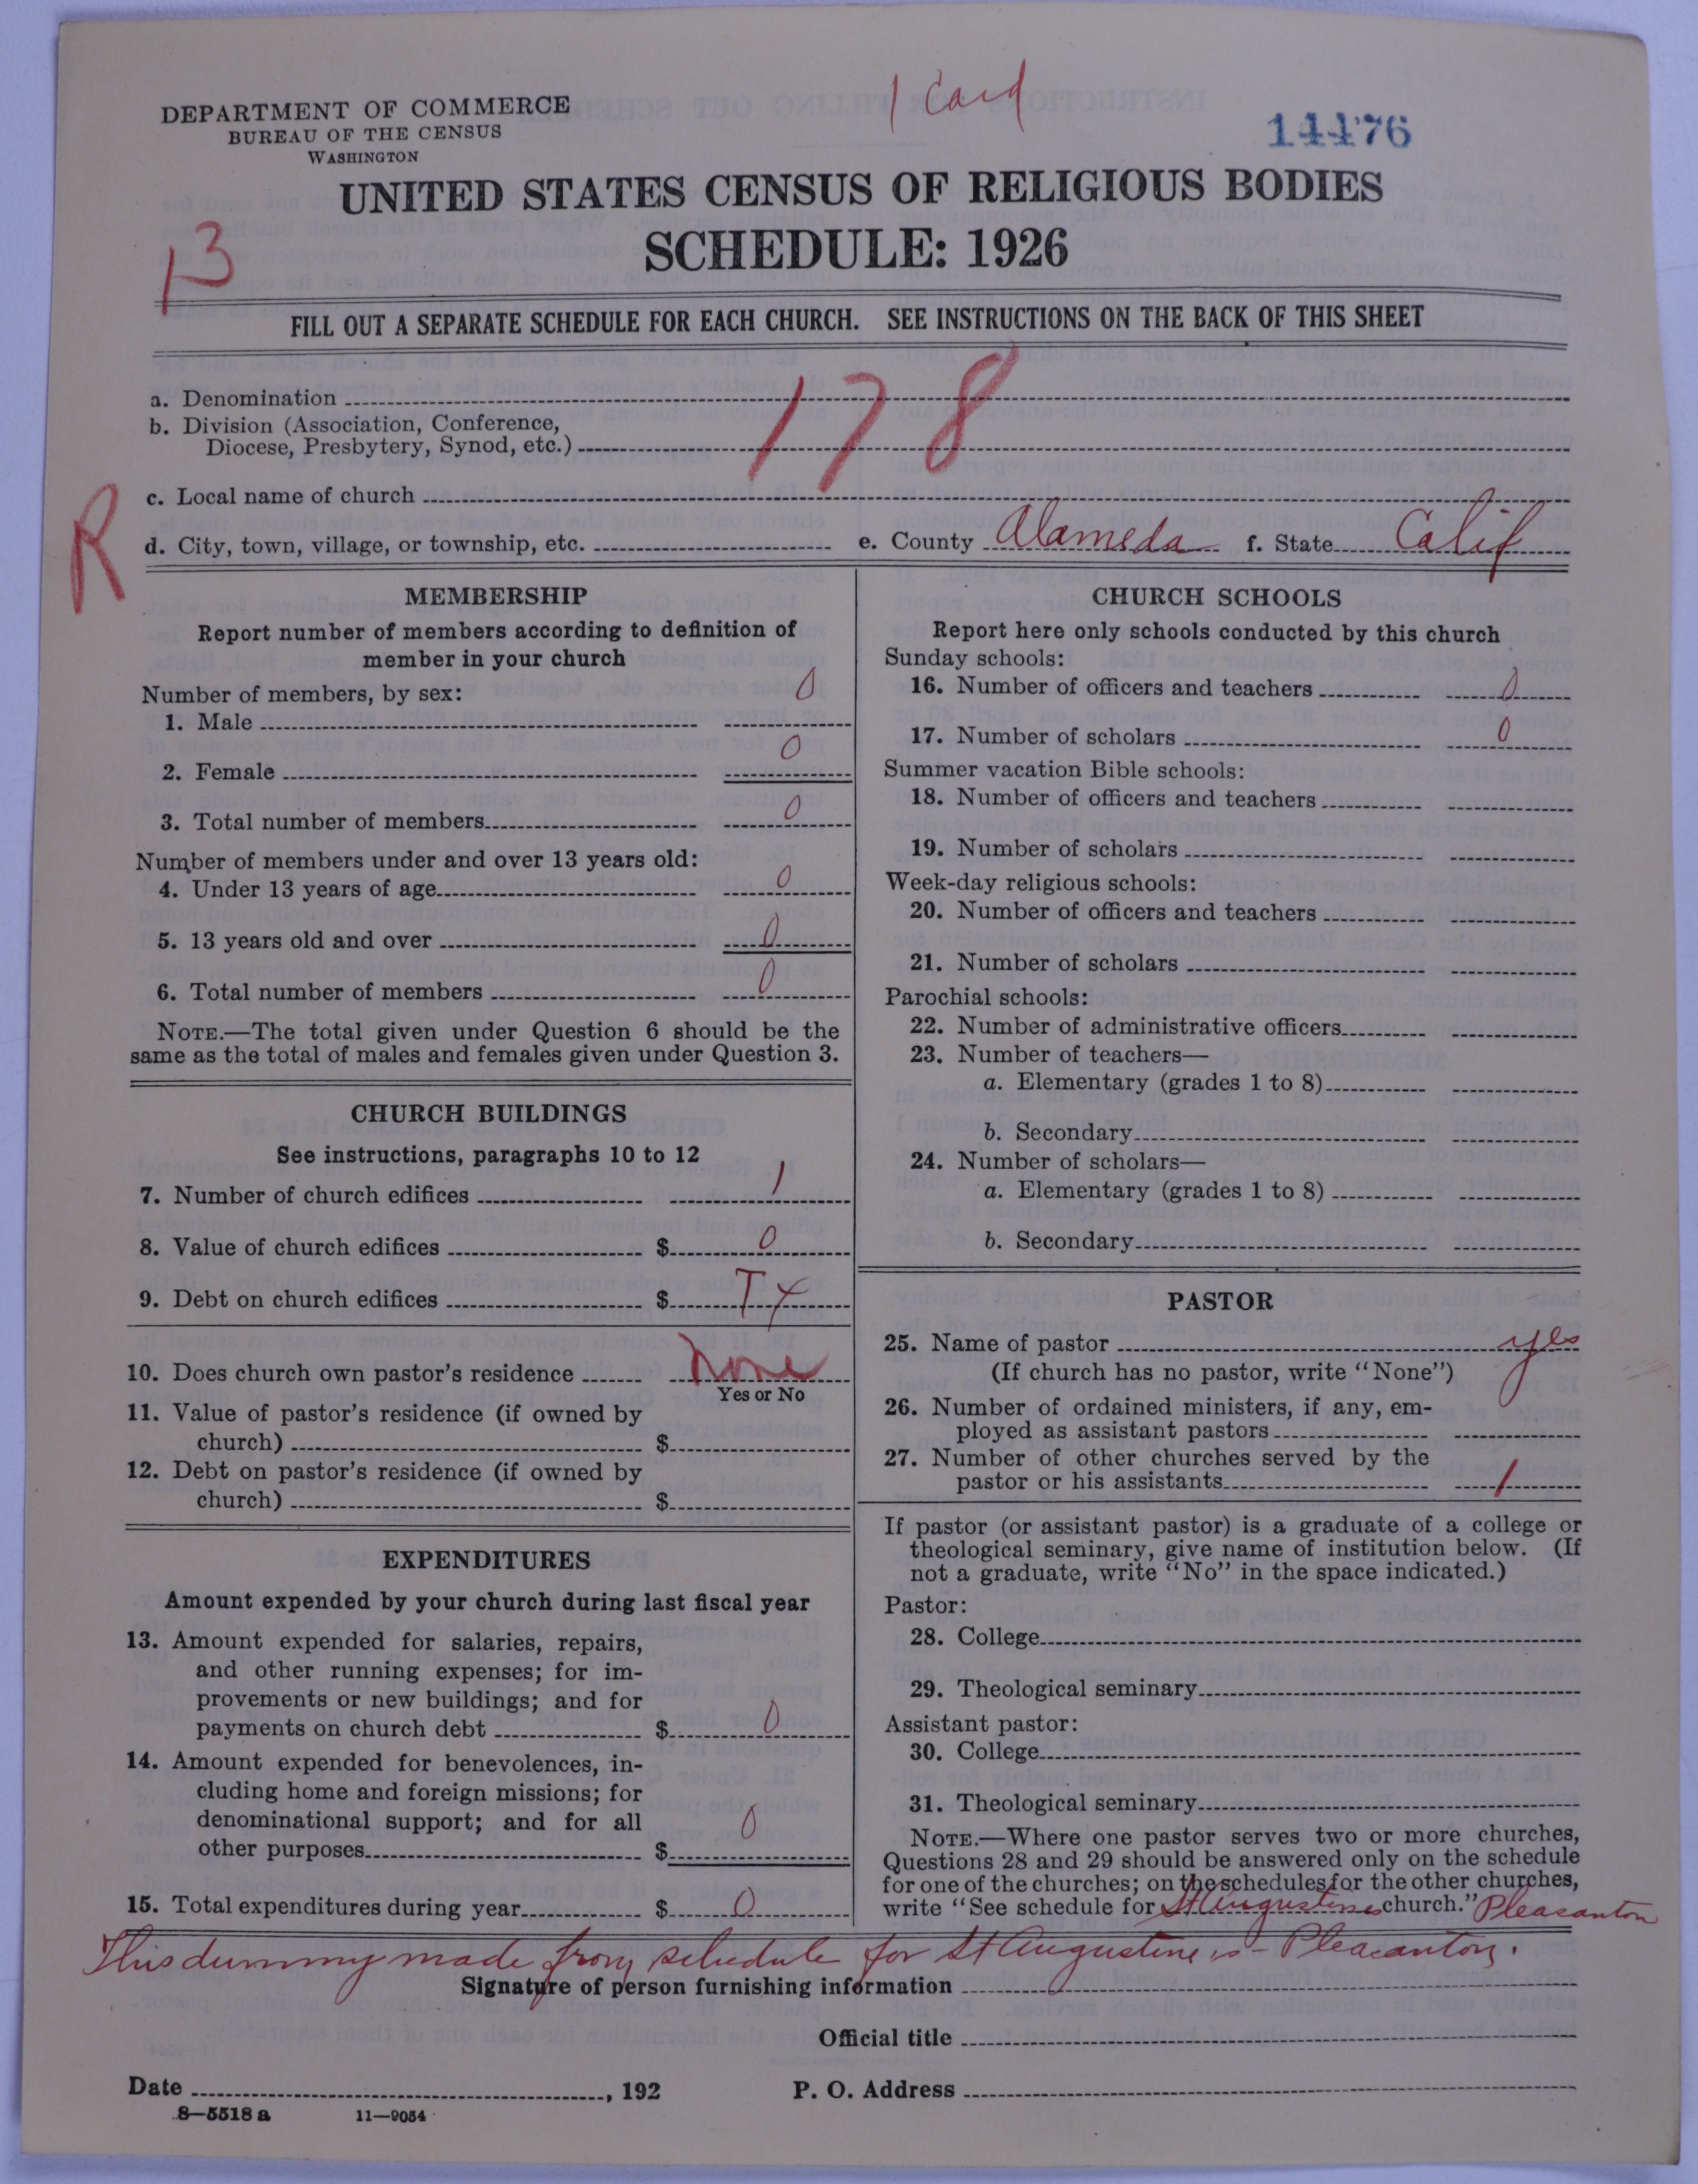 1 Card
DEPARTMENT OF COMMERCE
BUREAU OF THE CENSUS
WASHINGTON
14476
UNITED STATES CENSUS OF RELIGIOUS BODIES
SCHEDULE: 1926
13
FILL OUT A SEPARATE SCHEDULE FOR EACH CHURCH. SEE INSTRUCTIONS ON THE BACK OF THIS SHEET
178
a. Denomination
b. Division (Association, Conference,
Diocese, Presbytery, Synod, etc.)
c. Local name of church
R
d. City, town, village, or township, etc. e. County Alameda f. State Calif
MEMBERSHIP
Report number of members according to definition of
member in your church
Number of members, by sex:
1. Male 0
2. Female 0
3. Total number of members 0
Number of members under and over 13 years old:
4. Under 13 years of age 0
5. 13 years old and over 0
6. Total number of members 0
NOTE.—The total given under Question 6 should be the
same as the total of males and females given under Question 3.
CHURCH BUILDINGS
See instructions, paragraphs 10 to 12
7. Number of church edifices 1
8. Value of church edifices $ 0
9. Debt on church edifices $ TX
10. Does church own pastor's residence None
Yes or No
11. Value of pastor's residence (if owned by
church) $
12. Debt on pastor's residence (if owned by
church) $
EXPENDITURES
Amount expended by your church during last fiscal year
13. Amount expended for salaries, repairs,
and other running expenses; for im-
provements or new buildings; and for
payments on church debt $ 0
14. Amount expended for benevolences, in-
cluding home and foreign missions; for
denominational support; and for all
other purposes $ 0
15. Total expenditures during year $ 0
CHURCH SCHOOLS
Report here only schools conducted by this church
Sunday schools:
16. Number of officers and teachers 0
17. Number of scholars 0
Summer vacation Bible schools:
18. Number of officers and teachers
19. Number of scholars
Week-day religious schools:
20. Number of officers and teachers
21. Number of scholars
Parochial schools:
22. Number of administrative officers
23. Number of teachers—
a. Elementary (grades 1 to 8)
b. Secondary
24. Number of scholars—
a. Elementary (grades 1 to 8)
b. Secondary
PASTOR
25. Name of pastor yes
(If church has no pastor, write "None")
26. Number of ordained ministers, if any, em-
ployed as assistant pastors
27. Number of other churches served by the
pastor or his assistants 1
If pastor (or assistant pastor) is a graduate of a college or
theological seminary, give name of institution below. (If
not a graduate, write "No" in the space indicated.)
Pastor:
28. College
29. Theological seminary
Assistant pastor:
30. College
31. Theological seminary
NOTE.—Where one pastor serves two or more churches,
Questions 28 and 29 should be answered only on the schedule
for one of the churches; on the schedules for the other churches,
write "See schedule for St Augustines church." Pleasanton
This dummy made from schedule for St Augustine's - Pleasanton.
Signature of person furnishing information
Official title
Date , 192 P. O. Address
8—5518 a 11—9054